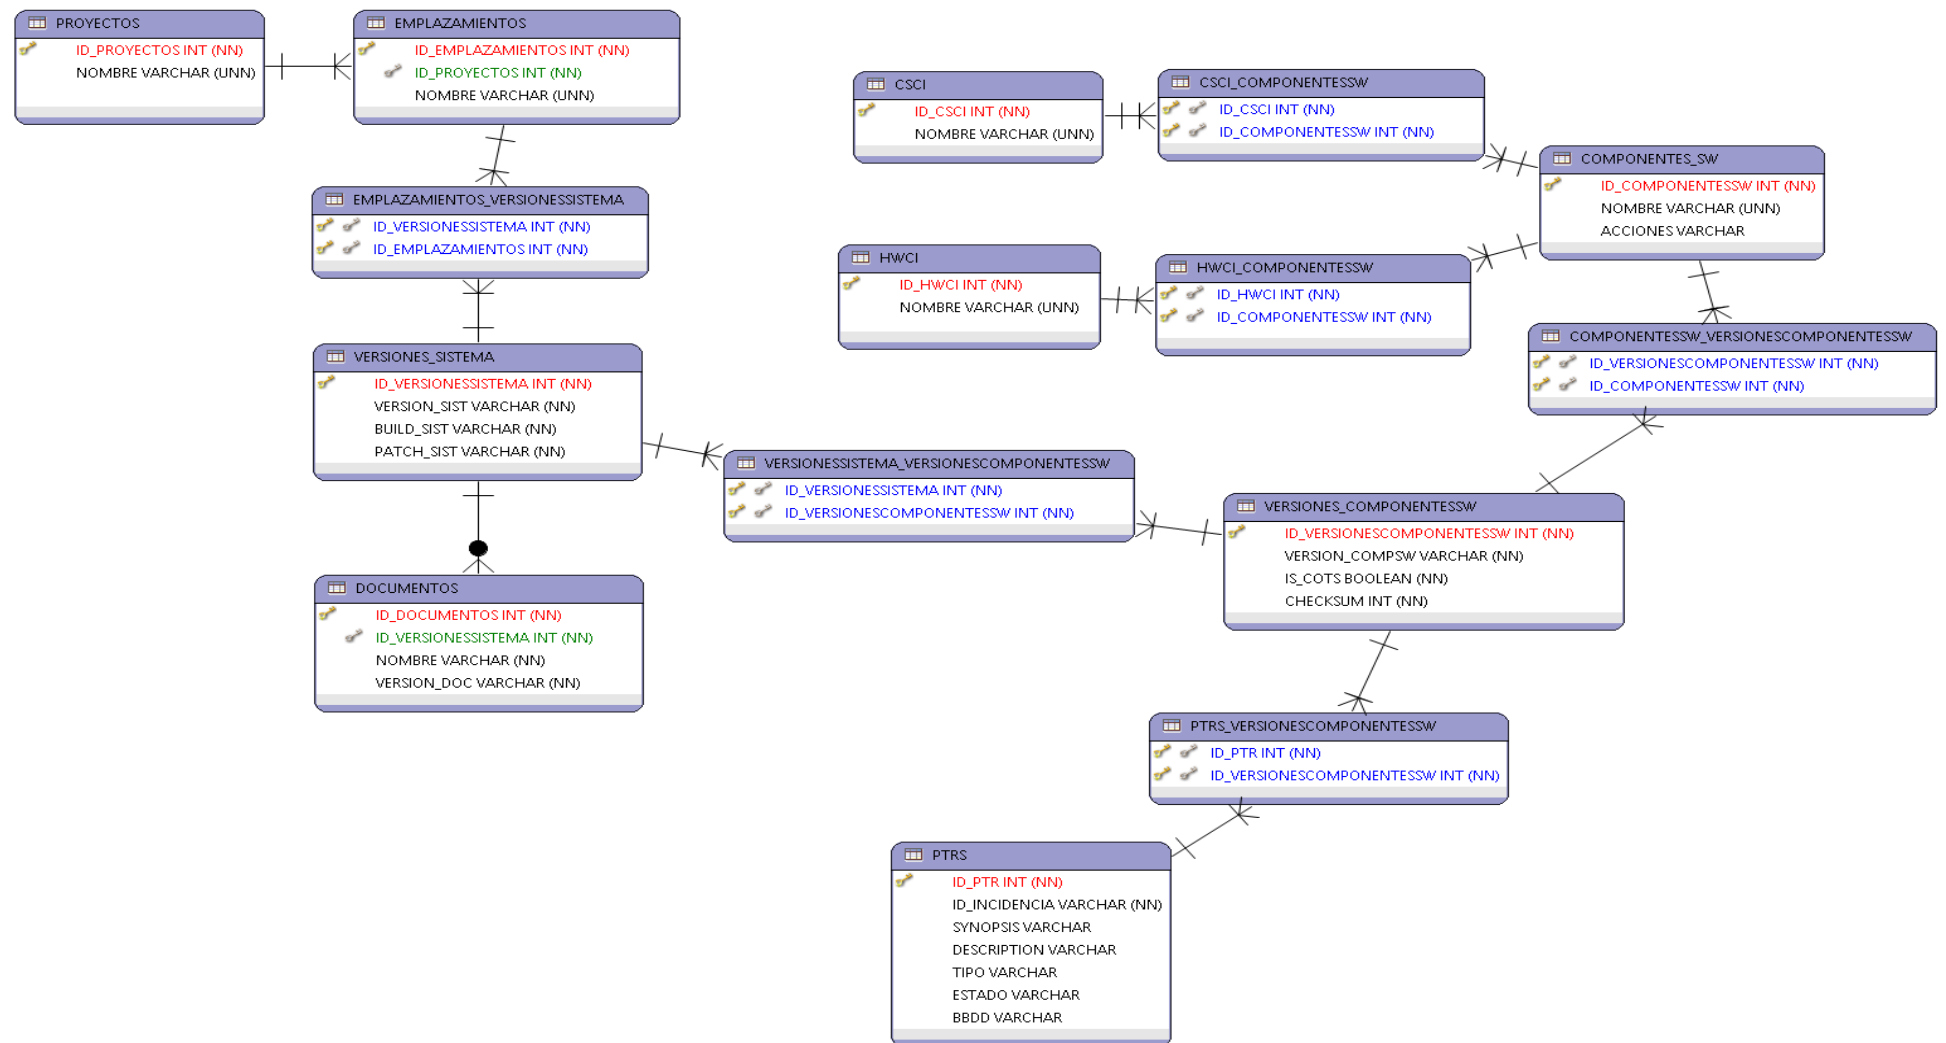 PROYECTOS
ID_PROYECTOS INT (NN)
NOMBRE VARCHAR (UNN)
EMPLAZAMIENTOS
ID_EMPLAZAMIENTOS INT (NN)
ID_PROYECTOS INT (NN)
NOMBRE VARCHAR (UNN)
EMPLAZAMIENTOS_VERSIONESSISTEMA
ID_VERSIONESSISTEMA INT (NN)
ID_EMPLAZAMIENTOS INT (NN)
VERSIONES_SISTEMA
ID_VERSIONESSISTEMA INT (NN)
VERSION_SIST VARCHAR (NN)
BUILD_SIST VARCHAR (NN)
PATCH_SIST VARCHAR (NN)
DOCUMENTOS
ID_DOCUMENTOS INT (NN)
ID_VERSIONESSISTEMA INT (NN)
NOMBRE VARCHAR (NN)
VERSION_DOC VARCHAR (NN)
CSCI
ID_CSCI INT (NN)
NOMBRE VARCHAR (UNN)
CSCI_COMPONENTESSW
ID_CSCI INT (NN)
ID_COMPONENTESSW INT (NN)
COMPONENTES_SW
ID_COMPONENTESSW INT (NN)
NOMBRE VARCHAR (UNN)
ACCIONES VARCHAR
HWCI
ID_HWCI INT (NN)
NOMBRE VARCHAR (UNN)
HWCI_COMPONENTESSW
ID_HWCI INT (NN)
ID_COMPONENTESSW INT (NN)
COMPONENTESSW_VERSIONESCOMPONENTESSW
ID_VERSIONESCOMPONENTESSW INT (NN)
ID_COMPONENTESSW INT (NN)
VERSIONESSISTEMA_VERSIONESCOMPONENTESSW
ID_VERSIONESSISTEMA INT (NN)
ID_VERSIONESCOMPONENTESSW INT (NN)
VERSIONES_COMPONENTESSW
ID_VERSIONESCOMPONENTESSW INT (NN)
VERSION_COMPSW VARCHAR (NN)
IS_COTS BOOLEAN (NN)
CHECKSUM INT (NN)
PTRS_VERSIONESCOMPONENTESSW
ID_PTR INT (NN)
ID_VERSIONESCOMPONENTESSW INT (NN)
PTRS
ID_PTR INT (NN)
ID_INCIDENCIA VARCHAR (NN)
SYNOPSIS VARCHAR
DESCRIPTION VARCHAR
TIPO VARCHAR
ESTADO VARCHAR
BBDD VARCHAR